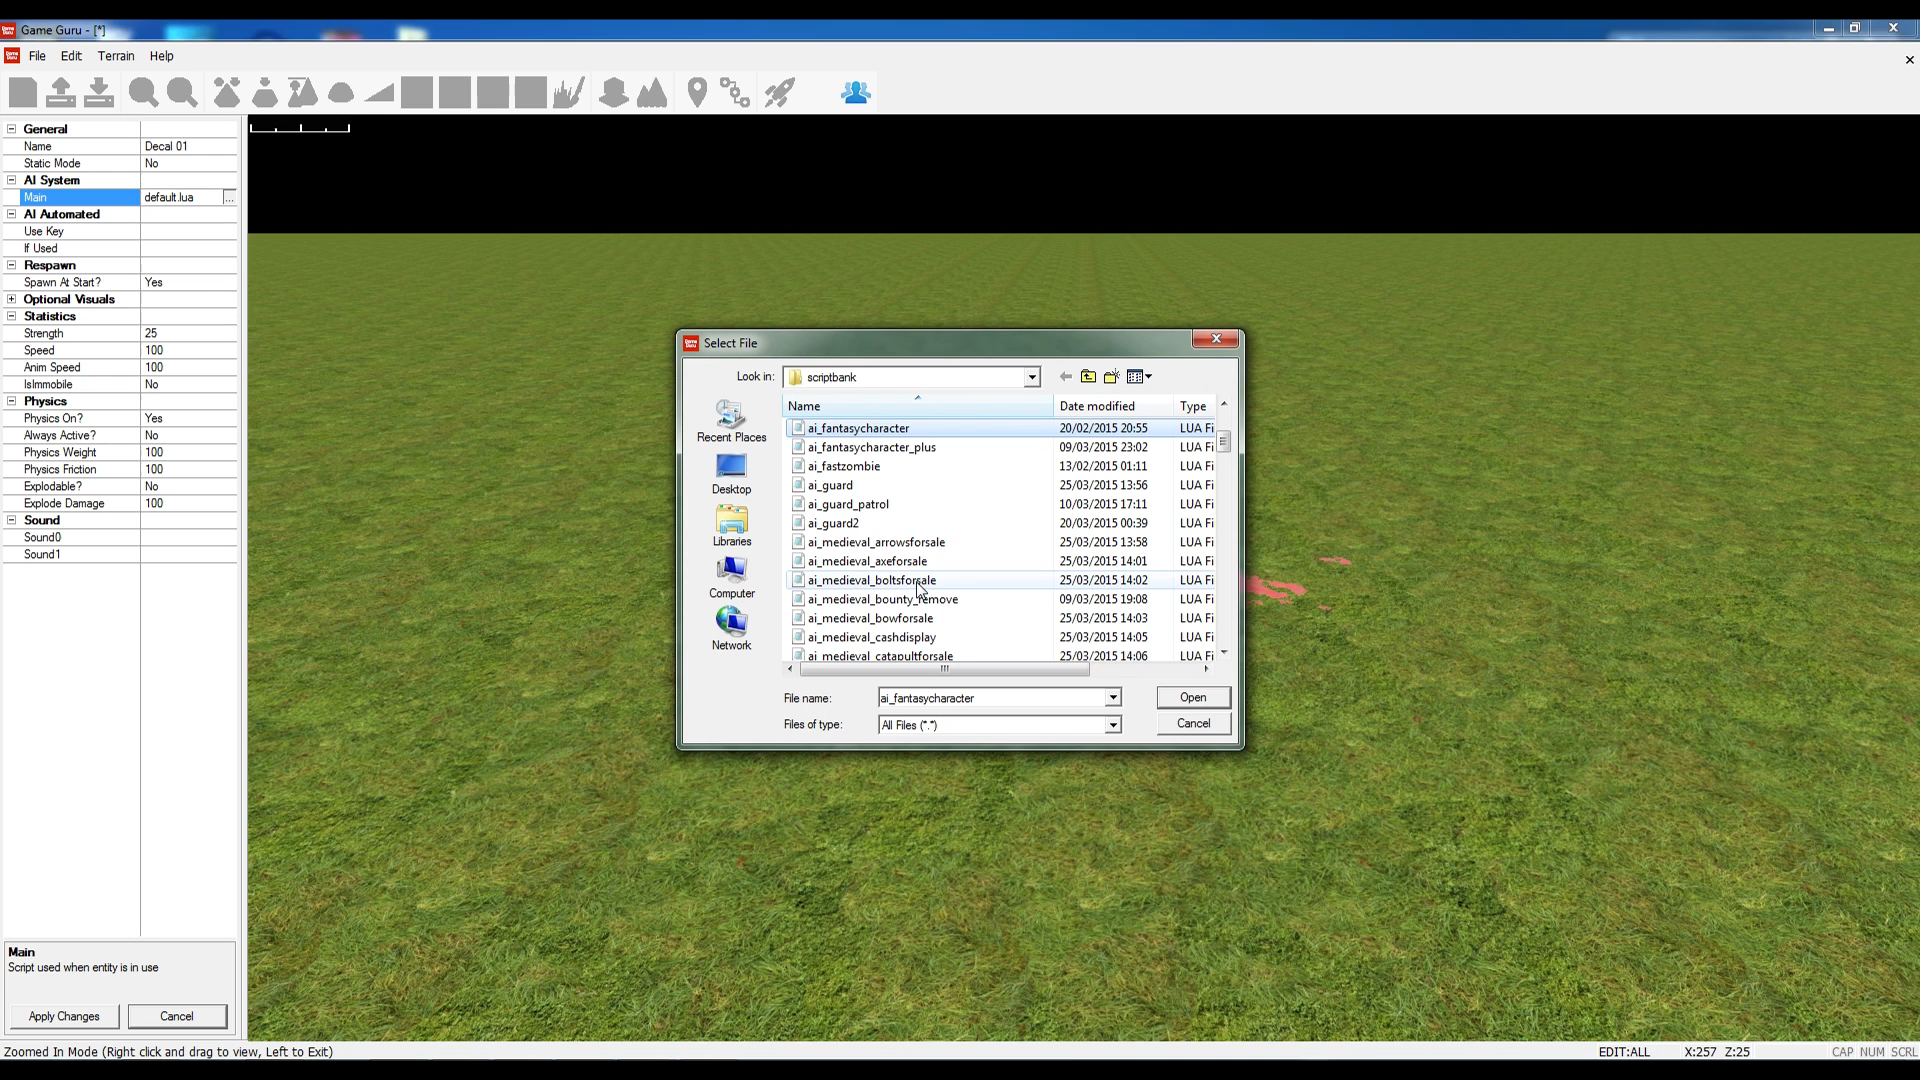 Game Guru - [*]
File Edit Terrain Help
General
Name Decal 01
Static Mode No
AI System
Main default.lua ...
AI Automated
Use Key
If Used
Respawn
Spawn At Start? Yes
Optional Visuals
Statistics
Strength 25
Speed 100
Anim Speed 100
IsImmobile No
Physics
Physics On? Yes
Always Active? No
Physics Weight 100
Physics Friction 100
Explodable? No
Explode Damage 100
Sound
Sound0
Sound1
Select File
Look in: scriptbank
Recent Places
Desktop
Libraries
Computer
Network
Name Date modified Type
ai_fantasycharacter 20/02/2015 20:55 LUA Fi
ai_fantasycharacter_plus 09/03/2015 23:02 LUA Fi
ai_fastzombie 13/02/2015 01:11 LUA Fi
ai_guard 25/03/2015 13:56 LUA Fi
ai_guard_patrol 10/03/2015 17:11 LUA Fi
ai_guard2 20/03/2015 00:39 LUA Fi
ai_medieval_arrowsforsale 25/03/2015 13:58 LUA Fi
ai_medieval_axeforsale 25/03/2015 14:01 LUA Fi
ai_medieval_boltsforsale 25/03/2015 14:02 LUA Fi
ai_medieval_bounty_remove 09/03/2015 19:08 LUA Fi
ai_medieval_bowforsale 25/03/2015 14:03 LUA Fi
ai_medieval_cashdisplay 25/03/2015 14:05 LUA Fi
ai_medieval_catapultforsale 25/03/2015 14:06 LUA Fi
File name: ai_fantasycharacter Open
Files of type: All Files (*.*) Cancel
Main
Script used when entity is in use
Apply Changes Cancel
Zoomed In Mode (Right click and drag to view, Left to Exit) EDIT:ALL X:257 Z:25 CAP NUM SCRL